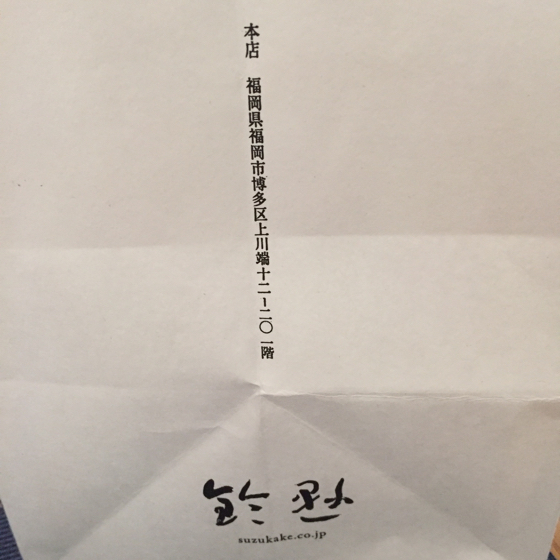 本店　福岡県福岡市博多区上川端十二ー二〇　一階
鈴懸
suzukake.co.jp